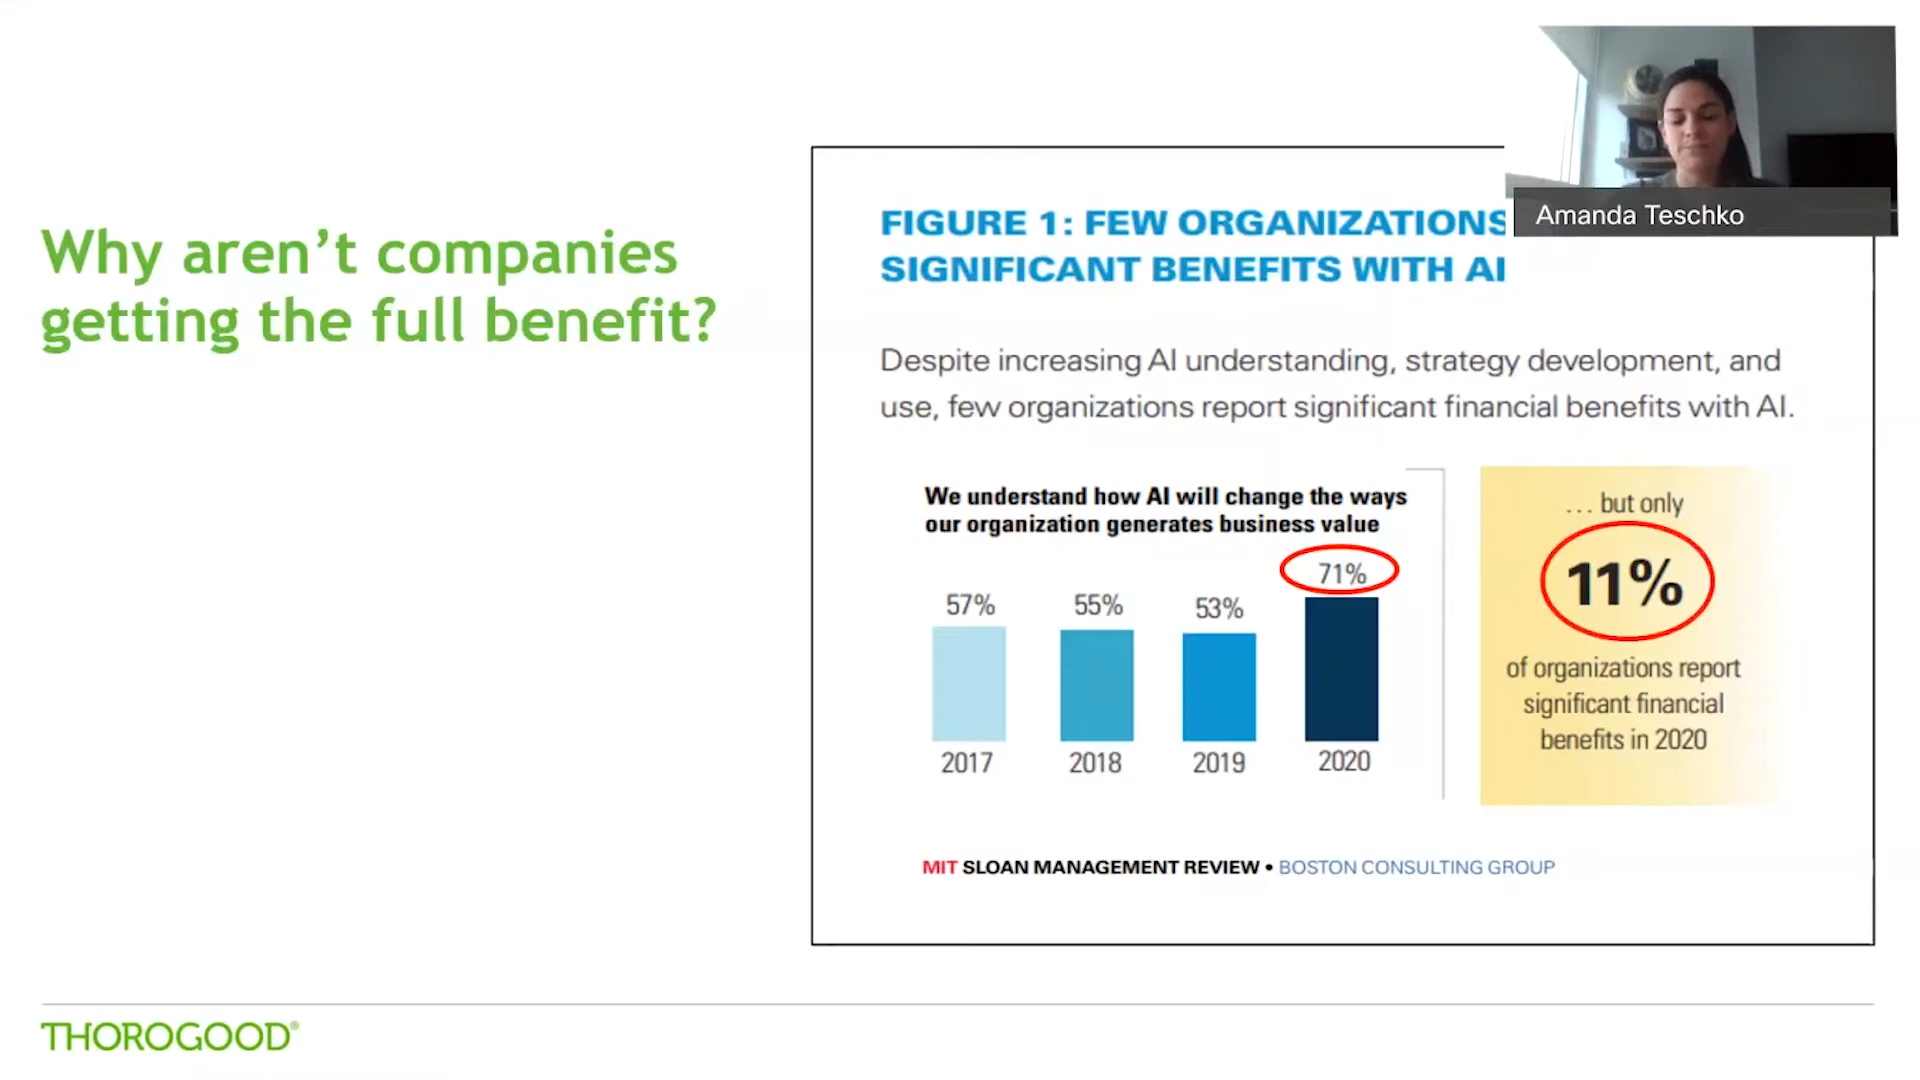 Why aren't companies
getting the full benefit?
Amanda Teschko
FIGURE 1: FEW ORGANIZATIONS
SIGNIFICANT BENEFITS WITH AI
Despite increasing AI understanding, strategy development, and
use, few organizations report significant financial benefits with AI.
We understand how AI will change the ways
our organization generates business value
57%
55%
53%
71%
2017
2018
2019
2020
... but only
11%
of organizations report
significant financial
benefits in 2020
MIT SLOAN MANAGEMENT REVIEW • BOSTON CONSULTING GROUP
THOROGOOD®